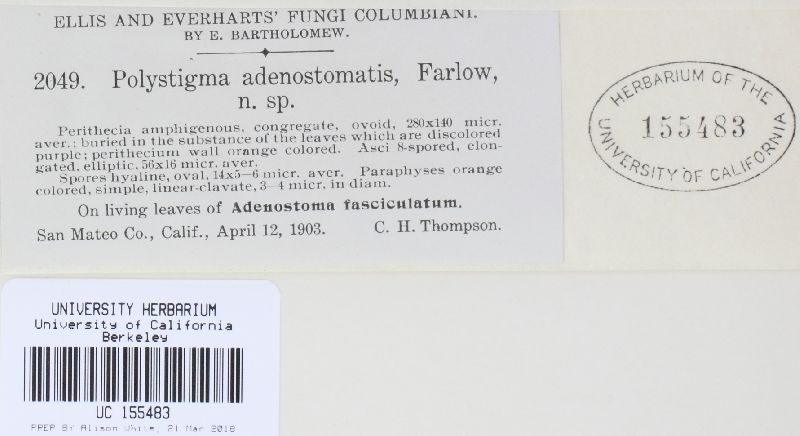 ELLIS AND EVERHARTS' FUNGI COLUMBIANI.
BY E. BARTHOLOMEW.
2049. Polystigma adenostomatis, Farlow,
n. sp.
Perithecia amphigenous, congregate, ovoid, 280x140 micr.
aver.; buried in the substance of the leaves which are discolored
purple; perithecium wall orange colored. Asci 8-spored, elon-
gated, elliptic, 56x16 micr. aver.
Spores hyaline, oval, 14x5-6 micr. aver. Paraphyses orange
colored, simple, linear-clavate, 3-4 micr. in diam.
On living leaves of Adenostoma fasciculatum.
San Mateo Co., Calif., April 12, 1903. C. H. Thompson.
HERBARIUM OF THE
155483
UNIVERSITY OF CALIFORNIA
UNIVERSITY HERBARIUM
University of California
Berkeley
UC 155483
PREP BY Alison White, 21 Mar 2018